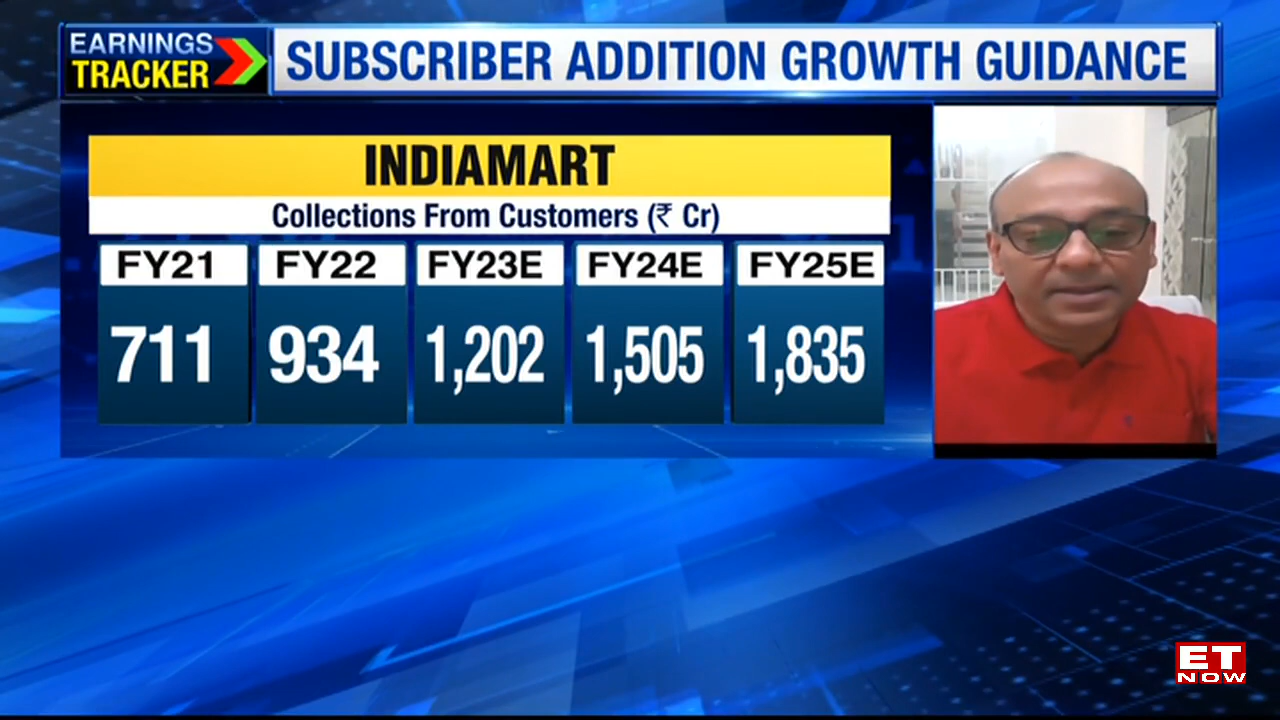 EARNINGS
TRACKER
SUBSCRIBER ADDITION GROWTH GUIDANCE
INDIAMART
Collections From Customers (₹ Cr)
FY21 FY22 FY23E FY24E FY25E
711 934 1,202 1,505 1,835
ET
NOW